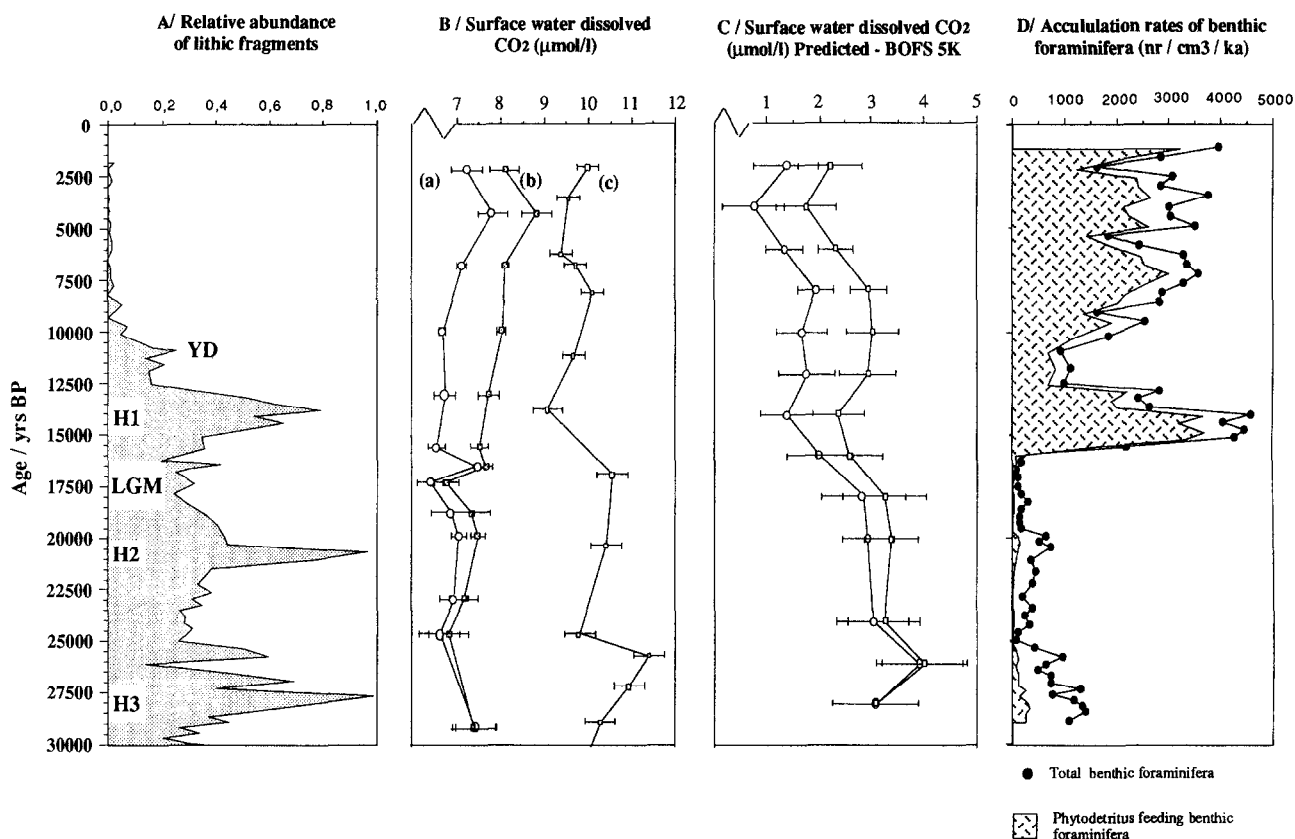 A/ Relative abundance
of lithic fragments
B / Surface water dissolved
CO2 (µmol/l)
C / Surface water dissolved CO2
(µmol/l) Predicted - BOFS 5K
D/ Accululation rates of benthic
foraminifera (nr / cm3 / ka)
0,0 0,2 0,4 0,6 0,8 1,0
7 8 9 10 11 12
1 2 3 4 5
0 1000 2000 3000 4000 5000
Age / yrs BP
0
2500
5000
7500
10000
12500
15000
17500
20000
22500
25000
27500
30000
YD
H1
LGM
H2
H3
(a)
(b)
(c)
Total benthic foraminifera
Phytodetritus feeding benthic
foraminifera